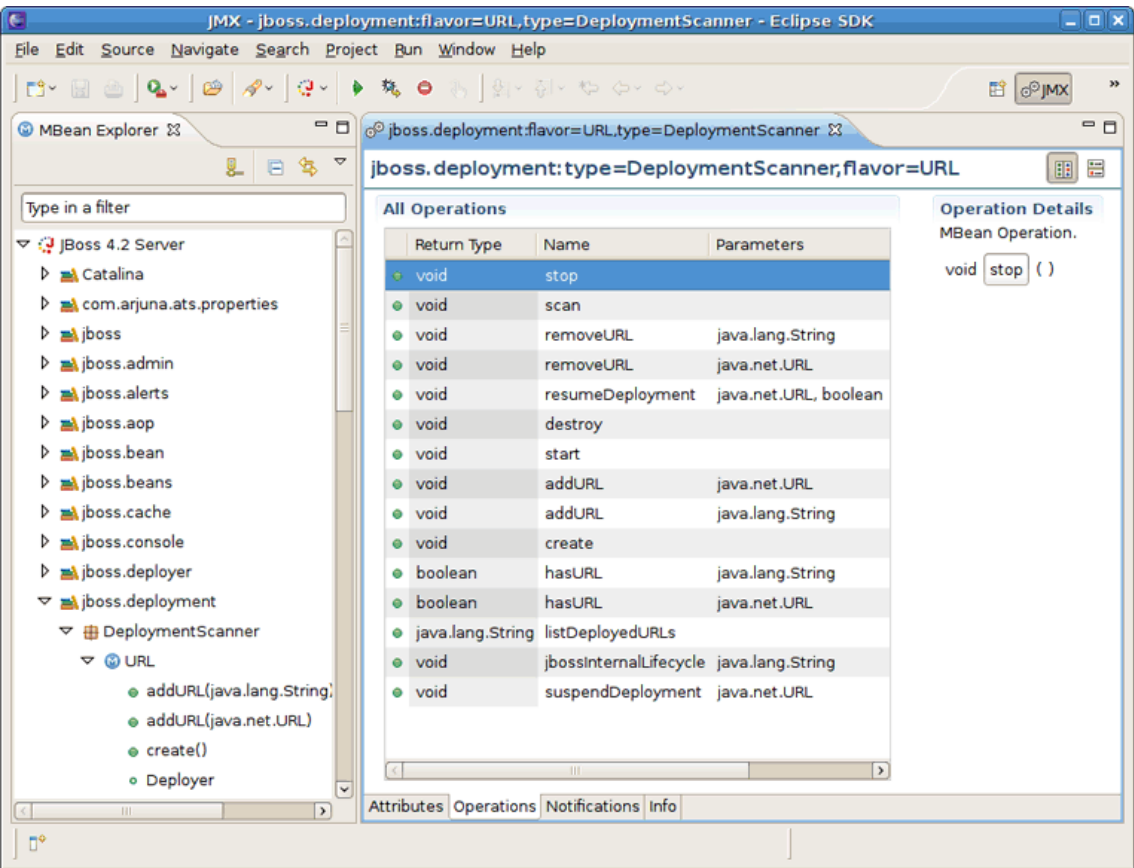 JMX - jboss.deployment:flavor=URL,type=DeploymentScanner - Eclipse SDK
File Edit Source Navigate Search Project Run Window Help
JMX
MBean Explorer
Type in a filter
JBoss 4.2 Server
Catalina
com.arjuna.ats.properties
jboss
jboss.admin
jboss.alerts
jboss.aop
jboss.bean
jboss.beans
jboss.cache
jboss.console
jboss.deployer
jboss.deployment
DeploymentScanner
URL
addURL(java.lang.String)
addURL(java.net.URL)
create()
Deployer
jboss.deployment:flavor=URL,type=DeploymentScanner
jboss.deployment:type=DeploymentScanner,flavor=URL
All Operations
Return Type Name Parameters
void stop
void scan
void removeURL java.lang.String
void removeURL java.net.URL
void resumeDeployment java.net.URL, boolean
void destroy
void start
void addURL java.net.URL
void addURL java.lang.String
void create
boolean hasURL java.lang.String
boolean hasURL java.net.URL
java.lang.String listDeployedURLs
void jbossInternalLifecycle java.lang.String
void suspendDeployment java.net.URL
Operation Details
MBean Operation.
void stop ( )
Attributes Operations Notifications Info